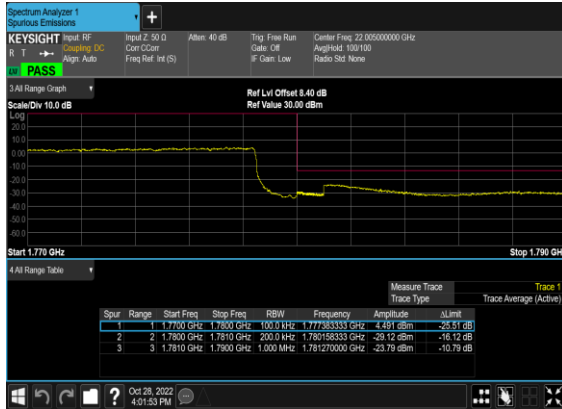 Spectrum Analyzer 1
Spurious Emissions
+
KEYSIGHT
R T
LM PASS
Input: RF
Coupling: DC
Align: Auto
Input Z: 50 Ω
Corr CCorr
Freq Ref: Int (S)
Atten: 40 dB
Trig: Free Run
Gate: Off
IF Gain: Low
Center Freq: 22.005000000 GHz
Avg|Hold: 100/100
Radio Std: None
3 All Range Graph
Ref Lvl Offset 8.40 dB
Scale/Div 10.0 dB
Ref Value 30.00 dBm
Log
20.0
10.0
0.00
-10.0
-20.0
-30.0
-40.0
-50.0
-60.0
Start 1.770 GHz
Stop 1.790 GH
4 All Range Table
Measure Trace Trace 1
Trace Type Trace Average (Active)
Spur Range Start Freq Stop Freq RBW Frequency Amplitude ΔLimit
1 1 1.7700 GHz 1.7800 GHz 100.0 kHz 1.777383333 GHz 4.491 dBm -25.51 dB
2 2 1.7800 GHz 1.7810 GHz 200.0 kHz 1.780158333 GHz -29.12 dBm -16.12 dB
3 3 1.7810 GHz 1.7900 GHz 1.000 MHz 1.781270000 GHz -23.79 dBm -10.79 dB
?
Oct 28, 2022
4:01:53 PM